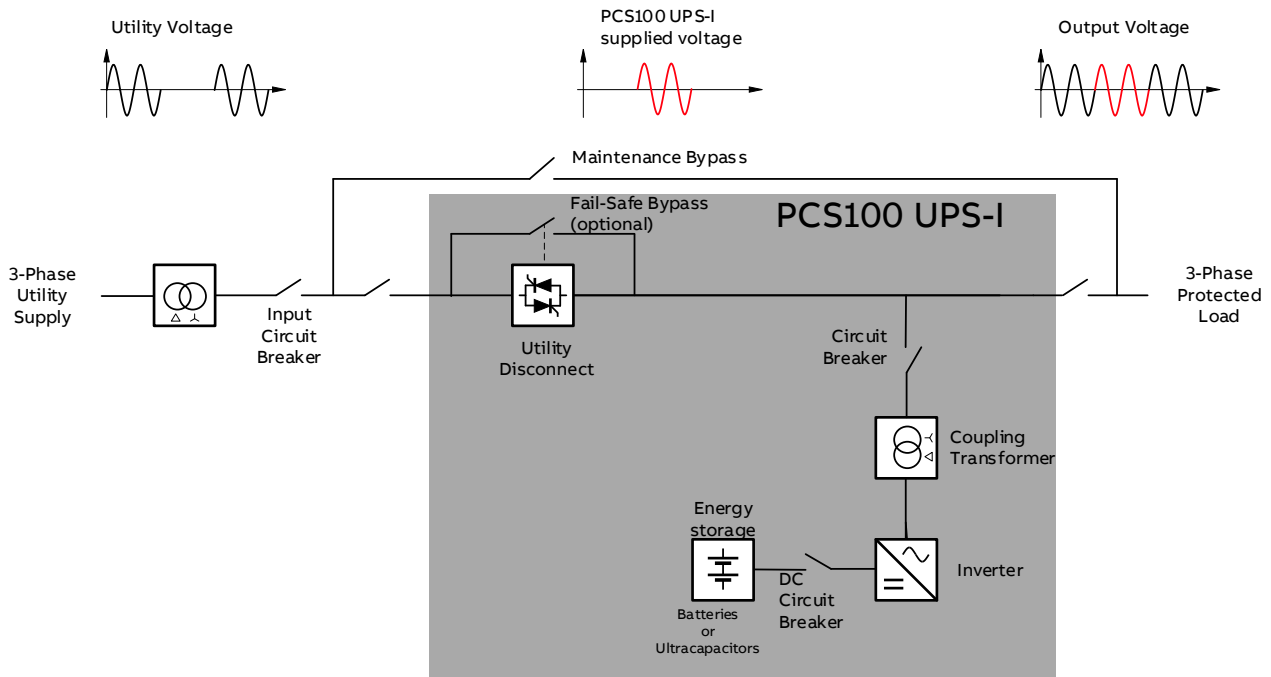 Utility Voltage
PCS100 UPS-I
supplied voltage
Output Voltage
Maintenance Bypass
Fail-Safe Bypass
(optional)
PCS100 UPS-I
3-Phase
Utility
Supply
Input
Circuit
Breaker
Utility
Disconnect
Circuit
Breaker
3-Phase
Protected
Load
Coupling
Transformer
Energy
storage
Batteries
or
Ultracapacitors
DC
Circuit
Breaker
Inverter